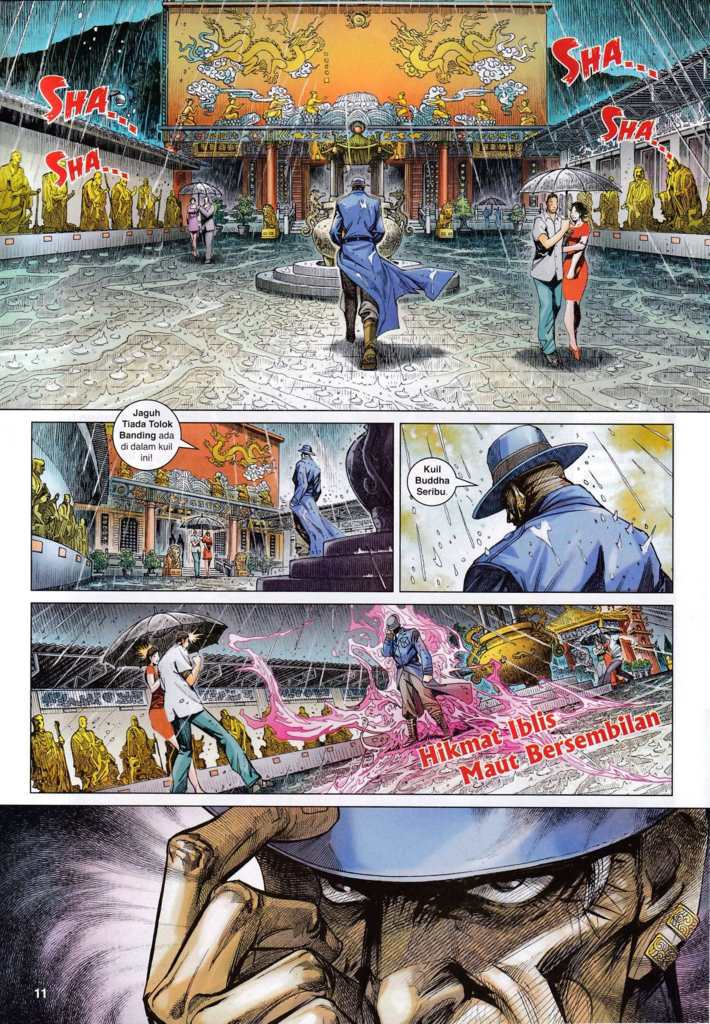 SHA...
SHA...
SHA...
SHA...
Jaguh
Tiada Tolok
Banding ada
di dalam kuil
ini!
Kuil
Buddha
Seribu.
Hikmat Iblis
Maut Bersembilan
11